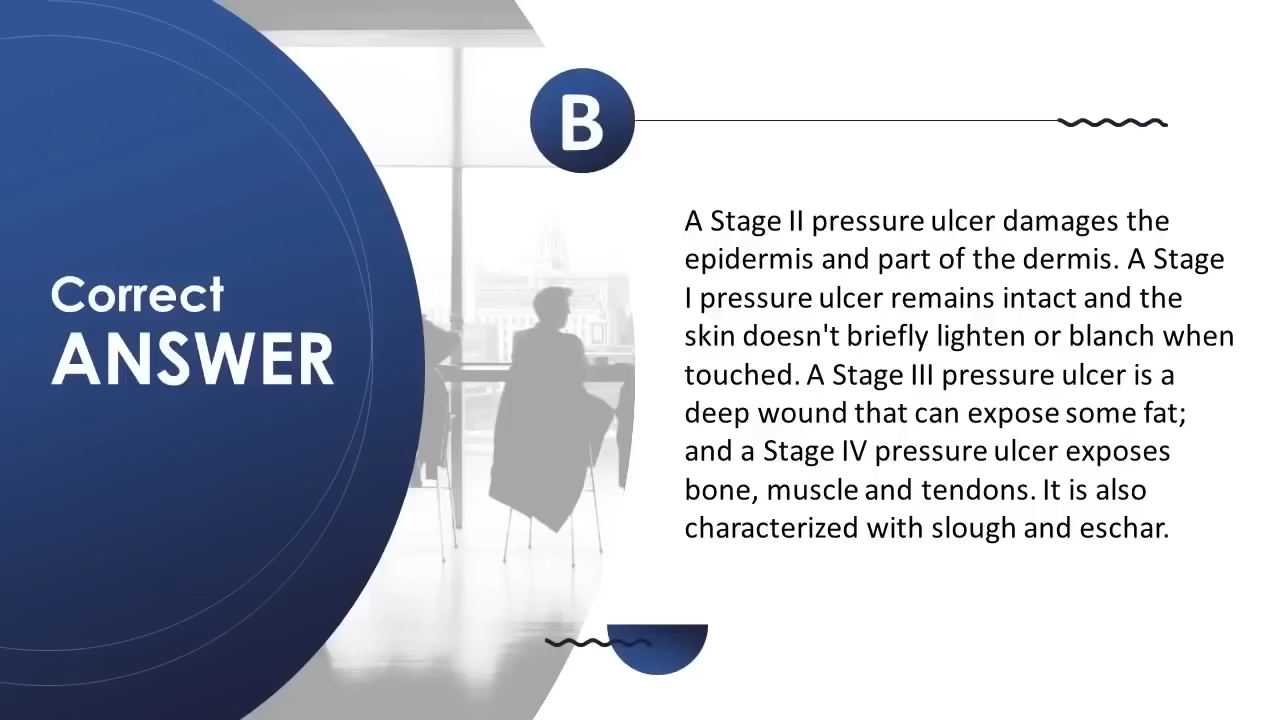 B
Correct
ANSWER
A Stage II pressure ulcer damages the
epidermis and part of the dermis. A Stage
I pressure ulcer remains intact and the
skin doesn't briefly lighten or blanch when
touched. A Stage III pressure ulcer is a
deep wound that can expose some fat;
and a Stage IV pressure ulcer exposes
bone, muscle and tendons. It is also
characterized with slough and eschar.